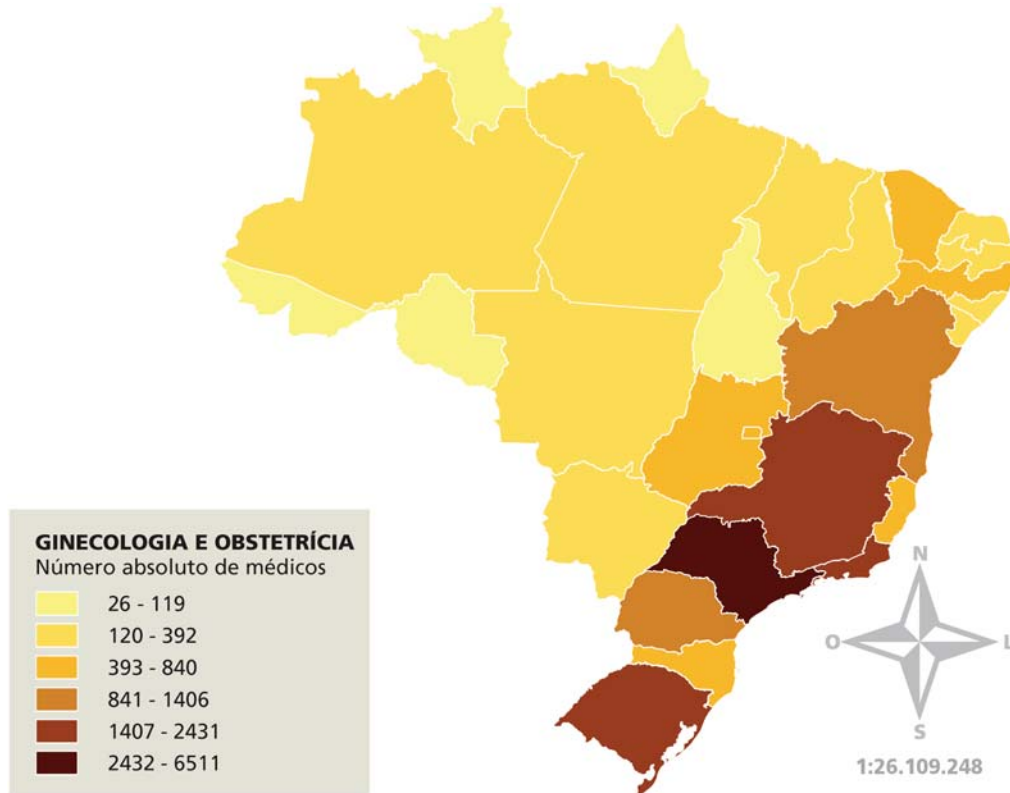 GINECOLOGIA E OBSTETRÍCIA
Número absoluto de médicos
26 - 119
120 - 392
393 - 840
841 - 1406
1407 - 2431
2432 - 6511
N
O
L
S
1:26.109.248